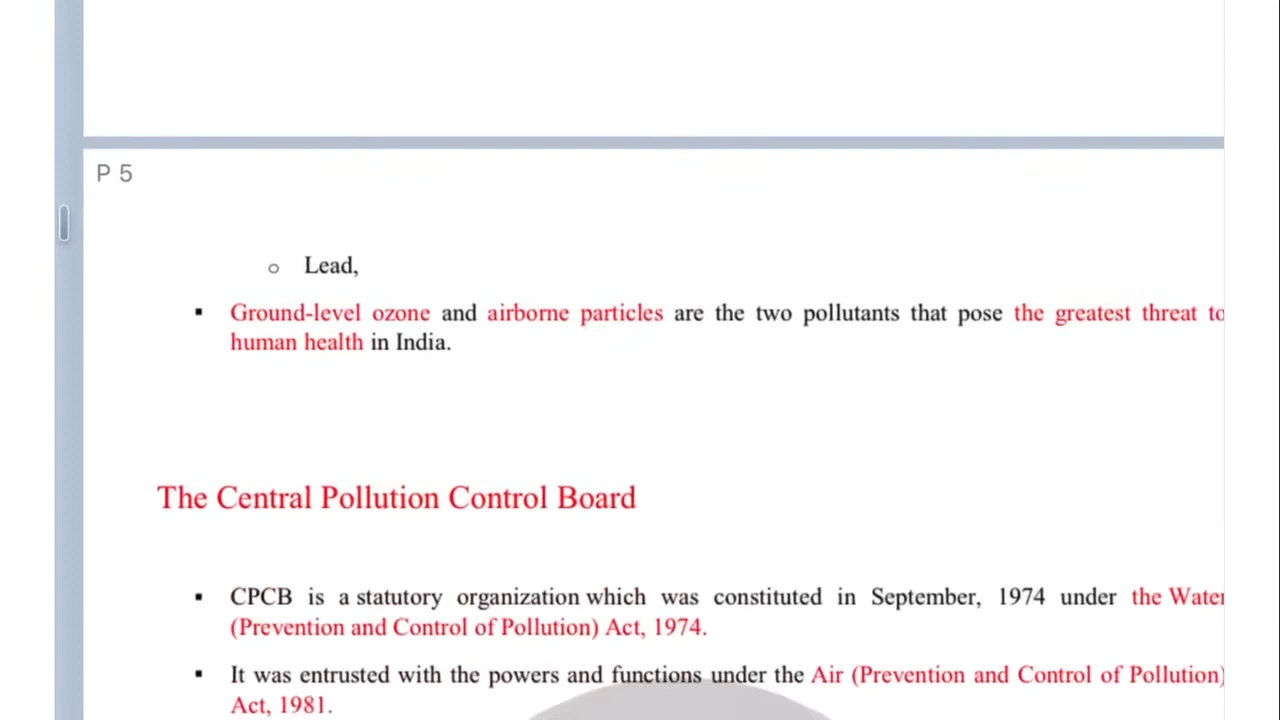 P 5
o Lead,
▪ Ground-level ozone and airborne particles are the two pollutants that pose the greatest threat to
human health in India.
The Central Pollution Control Board
▪ CPCB is a statutory organization which was constituted in September, 1974 under the Water
(Prevention and Control of Pollution) Act, 1974.
▪ It was entrusted with the powers and functions under the Air (Prevention and Control of Pollution)
Act, 1981.